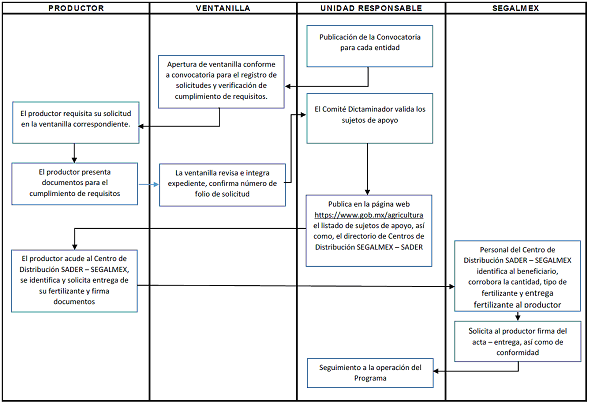 PRODUCTOR
VENTANILLA
UNIDAD RESPONSABLE
SEGALMEX
Publicación de la Convocatoria
para cada entidad
Apertura de ventanilla conforme
a convocatoria para el registro de
solicitudes y verificación de
cumplimiento de requisitos.
El productor requisita su solicitud
en la ventanilla correspondiente.
El Comité Dictaminador valida los
sujetos de apoyo
El productor presenta
documentos para el
cumplimiento de requisitos
La ventanilla revisa e integra
expediente, confirma número de
folio de solicitud
Publica en la página web
https://www.gob.mx/agricultura
el listado de sujetos de apoyo, así
como, el directorio de Centros de
Distribución SEGALMEX – SADER
El productor acude al Centro de
Distribución SADER – SEGALMEX,
se identifica y solicita entrega de
su fertilizante y firma
documentos
Personal del Centro de
Distribución SADER – SEGALMEX
identifica al beneficiario,
corrobora la cantidad, tipo de
fertilizante y entrega
fertilizante al productor
Solicita al productor firma del
acta – entrega, así como de
conformidad
Seguimiento a la operación del
Programa